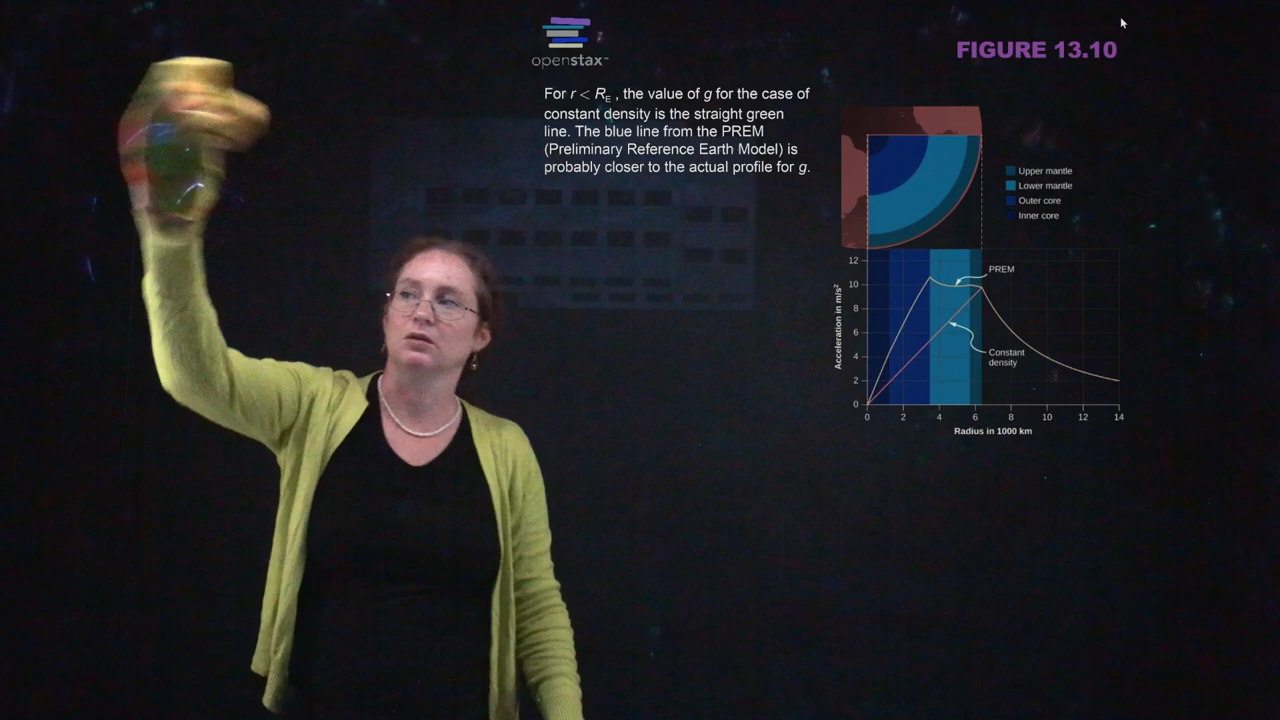 openstax™
FIGURE 13.10
For r < RE , the value of g for the case of
constant density is the straight green
line. The blue line from the PREM
(Preliminary Reference Earth Model) is
probably closer to the actual profile for g.
Upper mantle
Lower mantle
Outer core
Inner core
12
10
8
6
4
2
0
Acceleration in m/s²
PREM
Constant
density
0 2 4 6 8 10 12 14
Radius in 1000 km